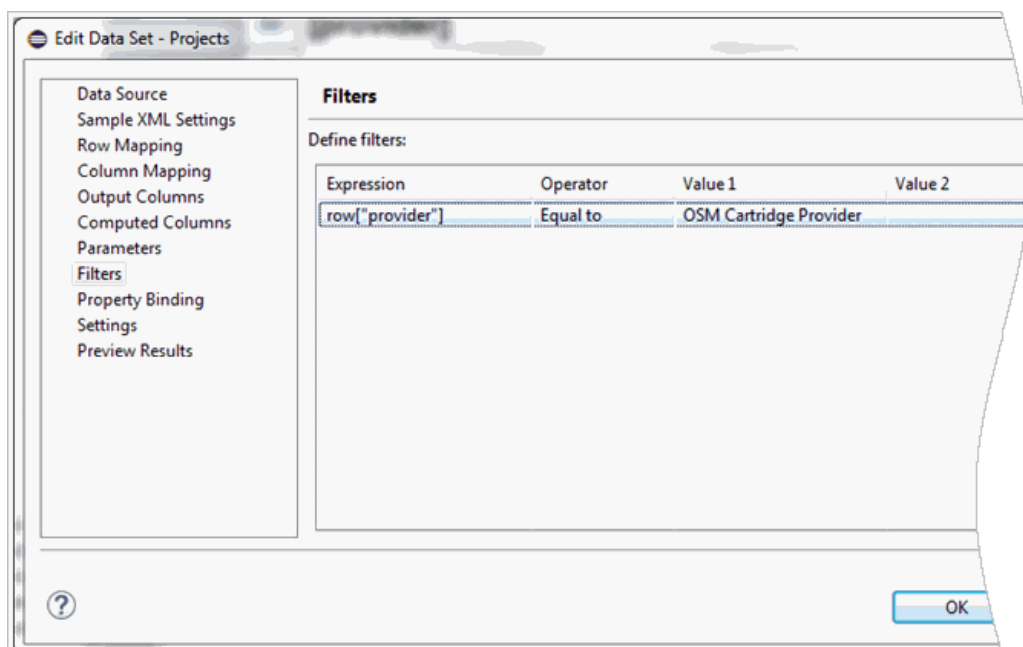 Edit Data Set - Projects
Data Source
Sample XML Settings
Row Mapping
Column Mapping
Output Columns
Computed Columns
Parameters
Filters
Property Binding
Settings
Preview Results
Filters
Define filters:
Expression Operator Value 1 Value 2
row["provider"] Equal to OSM Cartridge Provider
?
OK